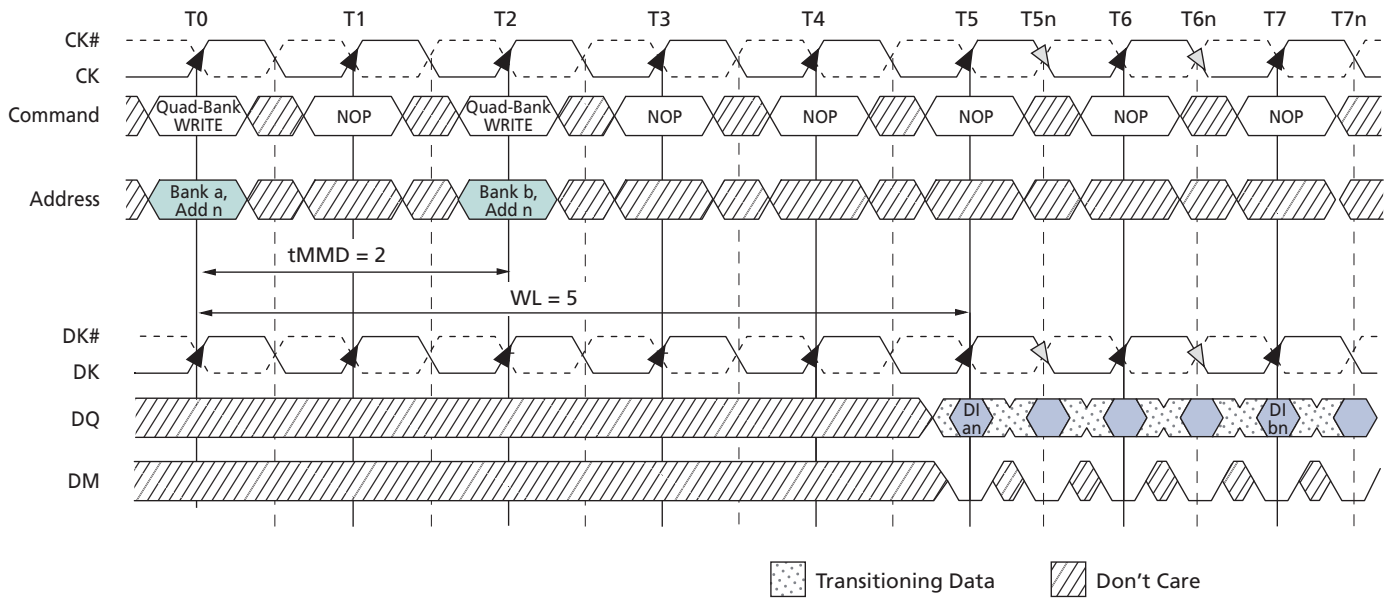 T0 T1 T2 T3 T4 T5 T5n T6 T6n T7 T7n
CK#
CK
Command
Quad-Bank
WRITE
NOP
Quad-Bank
WRITE
NOP
NOP
NOP
NOP
NOP
Address
Bank a,
Add n
Bank b,
Add n
tMMD = 2
WL = 5
DK#
DK
DQ
DI
an
DI
bn
DM
Transitioning Data
Don't Care